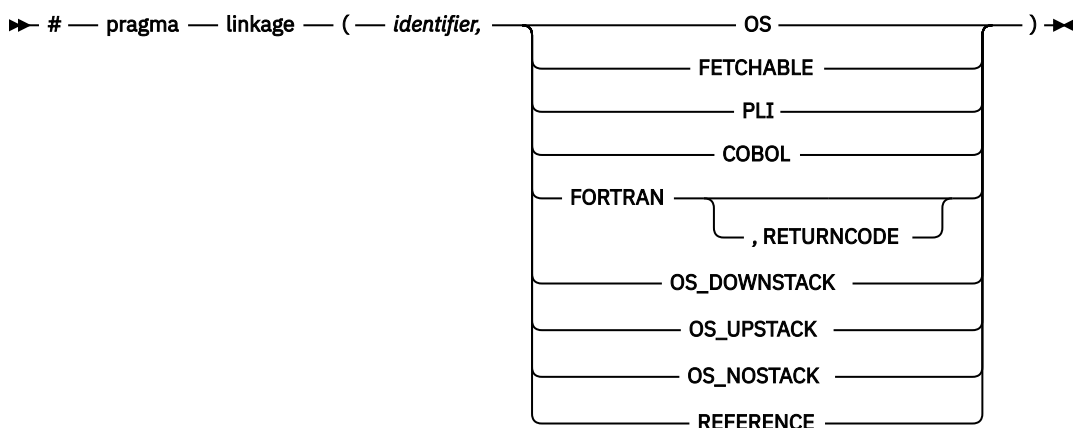 # pragma linkage ( identifier, OS )
FETCHABLE
PLI
COBOL
FORTRAN
, RETURNCODE
OS_DOWNSTACK
OS_UPSTACK
OS_NOSTACK
REFERENCE